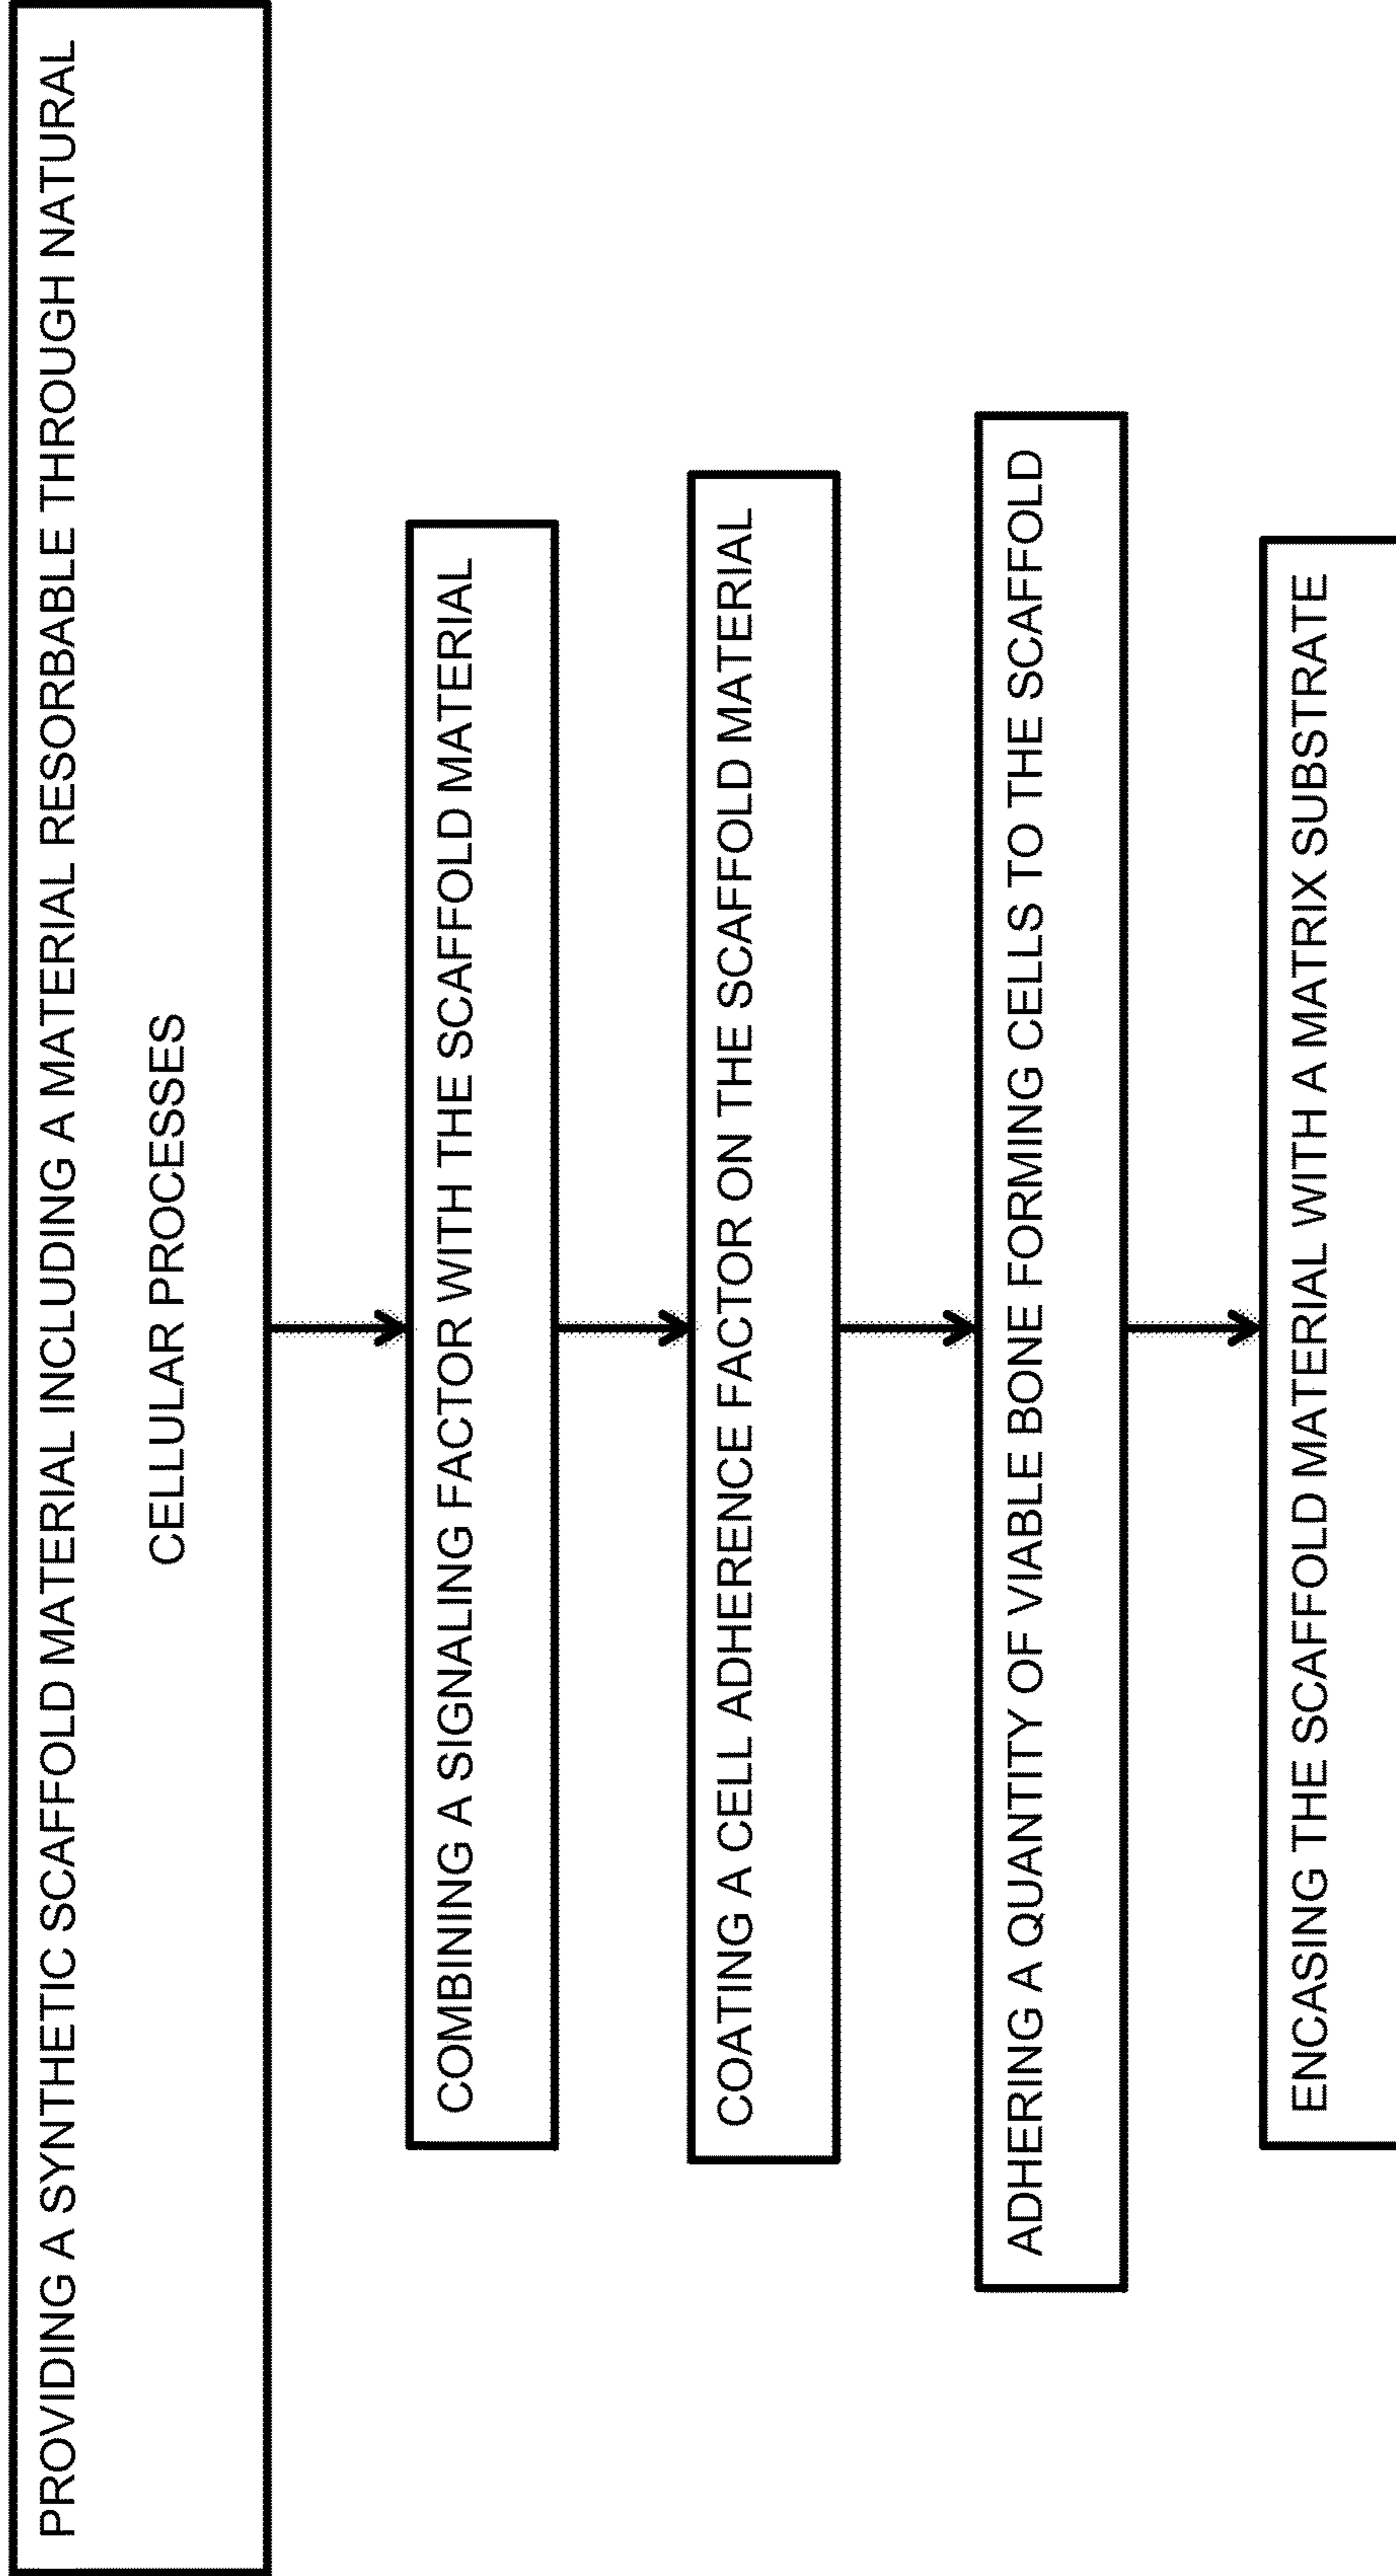 PROVIDING A SYNTHETIC SCAFFOLD MATERIAL INCLUDING A MATERIAL RESORBABLE THROUGH NATURAL
CELLULAR PROCESSES
COMBINING A SIGNALING FACTOR WITH THE SCAFFOLD MATERIAL
COATING A CELL ADHERENCE FACTOR ON THE SCAFFOLD MATERIAL
ADHERING A QUANTITY OF VIABLE BONE FORMING CELLS TO THE SCAFFOLD
ENCASING THE SCAFFOLD MATERIAL WITH A MATRIX SUBSTRATE